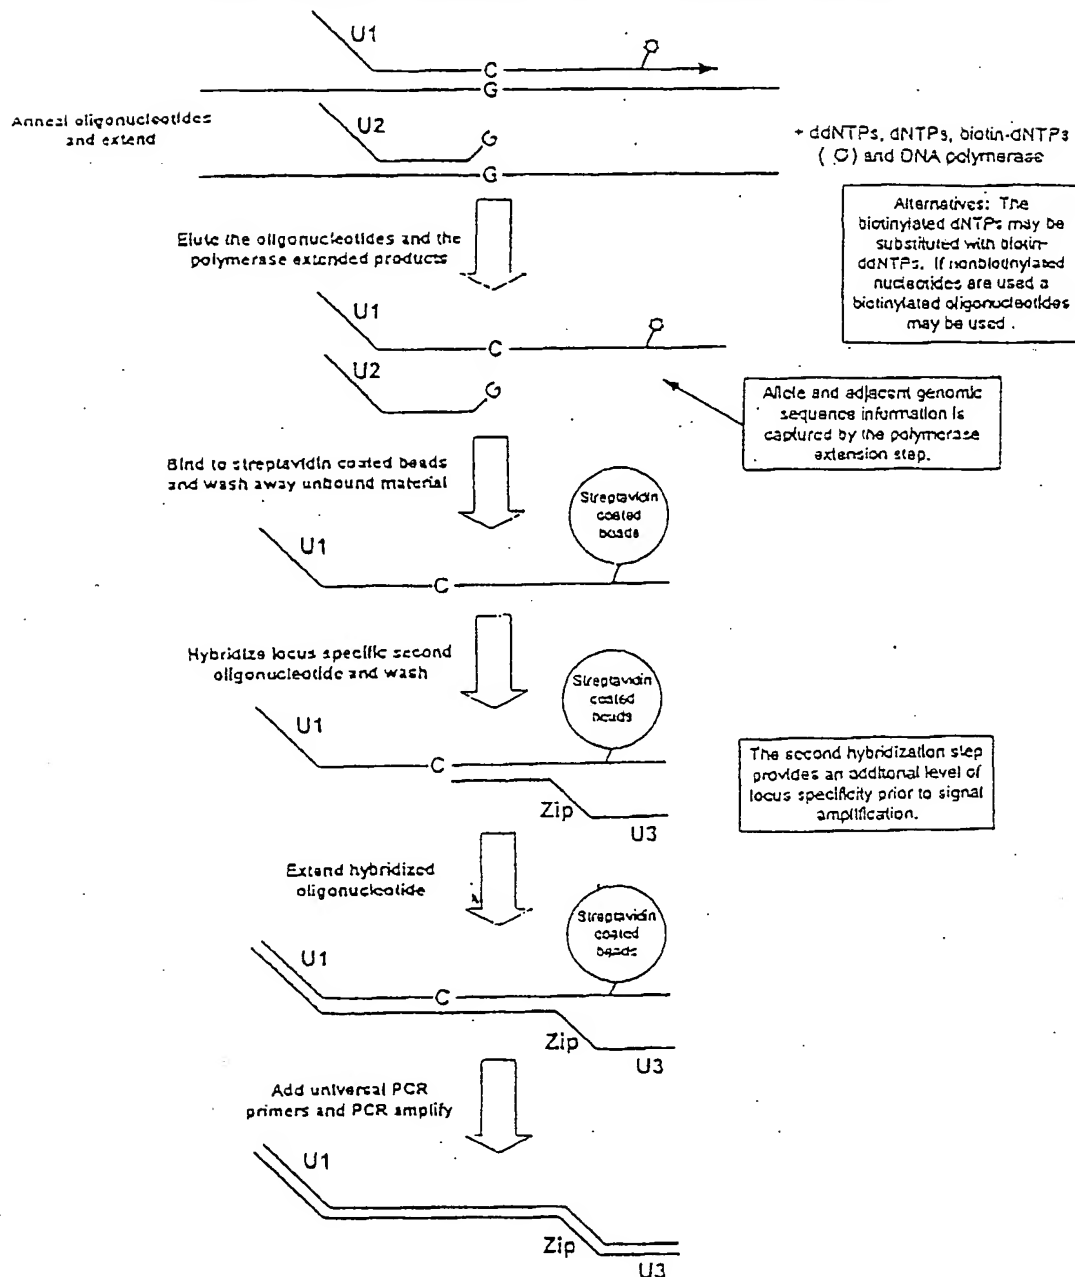 U1
C
G
Anneal oligonucleotides
and extend
U2
G
G
+ ddNTPs, dNTPs, biotin-dNTPs
( ) and DNA polymerase
Alternatives: The
biotinylated dNTPs may be
substituted with biotin-
ddNTPs. If nonbiotinylated
nucleotides are used a
biotinylated oligonucleotides
may be used .
Elute the oligonucleotides and the
polymerase extended products
U1
C
U2
G
Allele and adjacent genomic
sequence information is
captured by the polymerase
extension step.
Bind to streptavidin coated beads
and wash away unbound material
Streptavidin
coated
beads
U1
C
Hybridize locus specific second
oligonucleotide and wash
Streptavidin
coated
beads
U1
C
Zip
U3
The second hybridization step
provides an additonal level of
locus specificity prior to signal
amplification.
Extend hybridized
oligonucleotide
Streptavidin
coated
beads
U1
C
Zip
U3
Add universal PCR
primers and PCR amplify
U1
Zip
U3